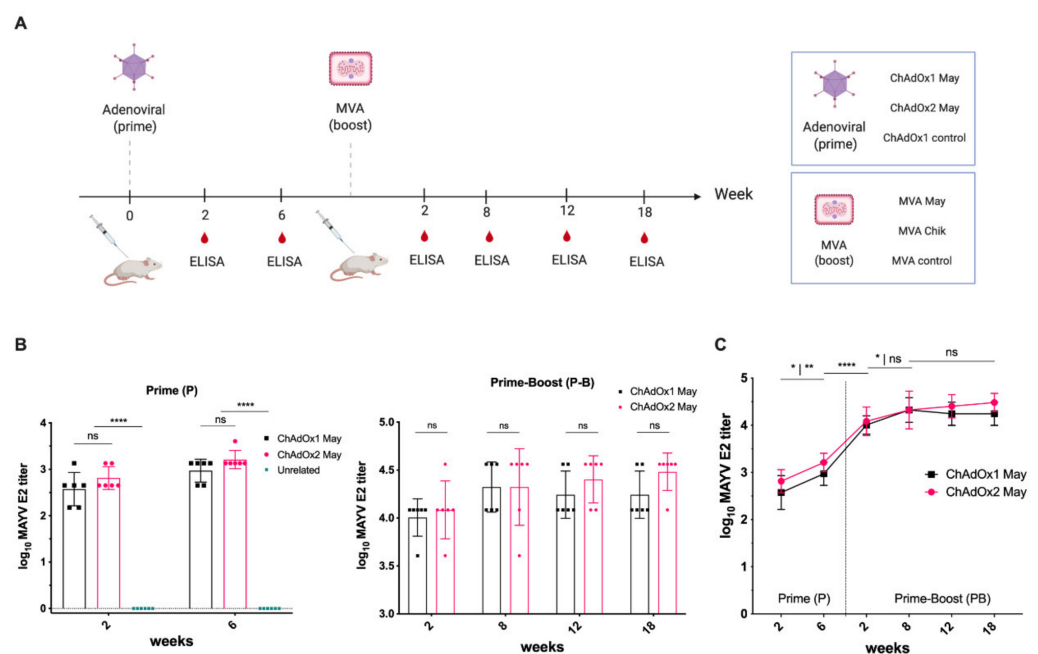 A
Adenoviral
(prime)
MVA
(boost)
Week
0
2
6
2
8
12
18
ELISA
ELISA
ELISA
ELISA
ELISA
ELISA
Adenoviral
(prime)
ChAdOx1 May
ChAdOx2 May
ChAdOx1 control
MVA
(boost)
MVA May
MVA Chik
MVA control
B
Prime (P)
****
ns
****
ns
ChAdOx1 May
ChAdOx2 May
Unrelated
log10 MAYV E2 titer
4
3
2
1
0
2
6
weeks
Prime-Boost (P-B)
ChAdOx1 May
ChAdOx2 May
ns
ns
ns
ns
log10 MAYV E2 titer
5.0
4.5
4.0
3.5
3.0
2
8
12
18
weeks
C
* | **
****
* | ns
ns
log10 MAYV E2 titer
5
4
3
2
1
0
ChAdOx1 May
ChAdOx2 May
Prime (P)
Prime-Boost (PB)
2
6
2
8
12
18
weeks